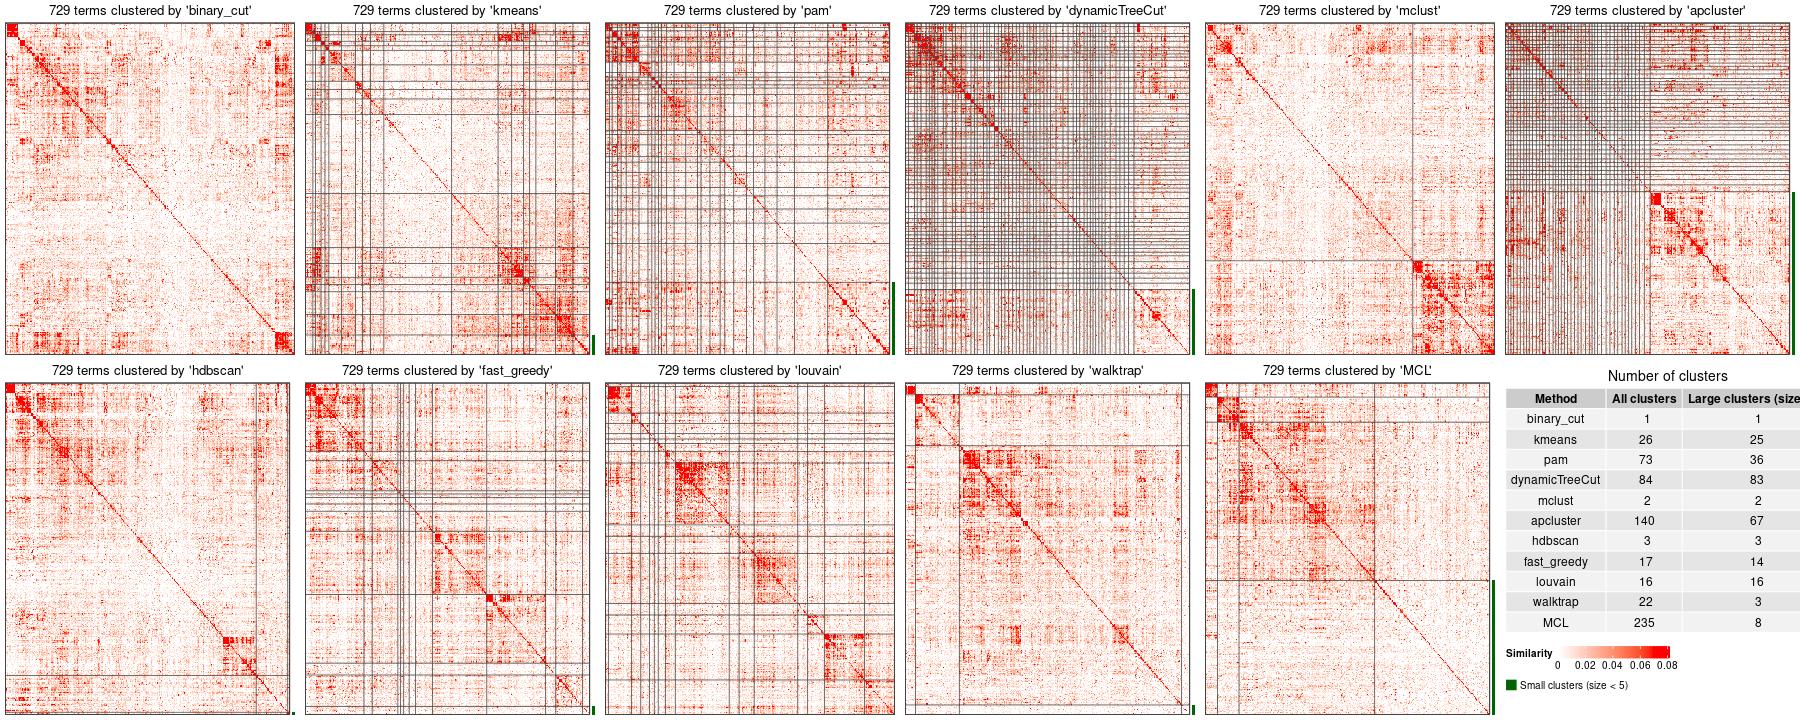 729 terms clustered by 'binary_cut'
729 terms clustered by 'kmeans'
729 terms clustered by 'pam'
729 terms clustered by 'dynamicTreeCut'
729 terms clustered by 'mclust'
729 terms clustered by 'apcluster'
729 terms clustered by 'hdbscan'
729 terms clustered by 'fast_greedy'
729 terms clustered by 'louvain'
729 terms clustered by 'walktrap'
729 terms clustered by 'MCL'
Number of clusters
Method All clusters Large clusters (size
binary_cut 1 1
kmeans 26 25
pam 73 36
dynamicTreeCut 84 83
mclust 2 2
apcluster 140 67
hdbscan 3 3
fast_greedy 17 14
louvain 16 16
walktrap 22 3
MCL 235 8
Similarity
0 0.02 0.04 0.06 0.08
Small clusters (size < 5)